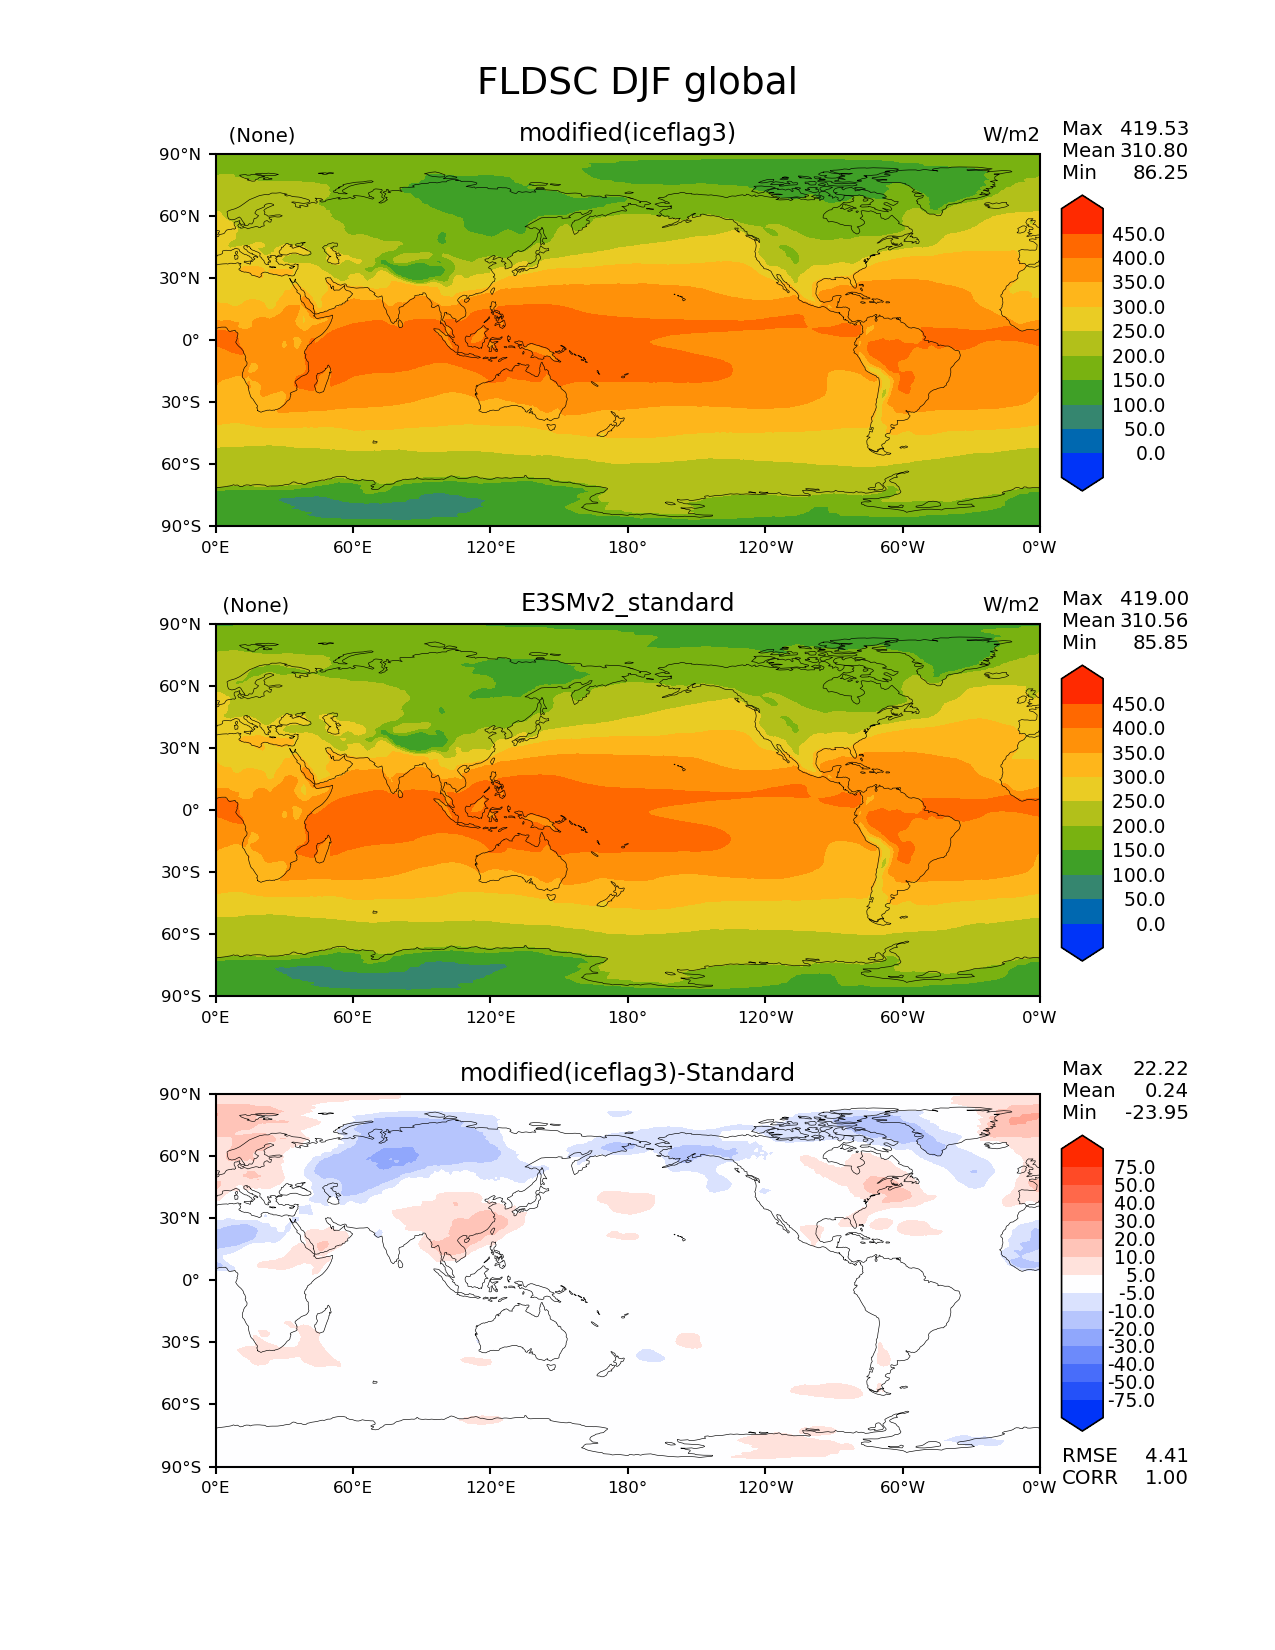 FLDSC DJF global
(None) modified(iceflag3) W/m2
Max 419.53
Mean 310.80
Min 86.25
90°N
60°N
30°N
0°
30°S
60°S
90°S
0°E 60°E 120°E 180° 120°W 60°W 0°W
450.0
400.0
350.0
300.0
250.0
200.0
150.0
100.0
50.0
0.0
(None) E3SMv2_standard W/m2
Max 419.00
Mean 310.56
Min 85.85
90°N
60°N
30°N
0°
30°S
60°S
90°S
0°E 60°E 120°E 180° 120°W 60°W 0°W
450.0
400.0
350.0
300.0
250.0
200.0
150.0
100.0
50.0
0.0
modified(iceflag3)-Standard
Max 22.22
Mean 0.24
Min -23.95
90°N
60°N
30°N
0°
30°S
60°S
90°S
0°E 60°E 120°E 180° 120°W 60°W 0°W
75.0
50.0
40.0
30.0
20.0
10.0
5.0
-5.0
-10.0
-20.0
-30.0
-40.0
-50.0
-75.0
RMSE 4.41
CORR 1.00